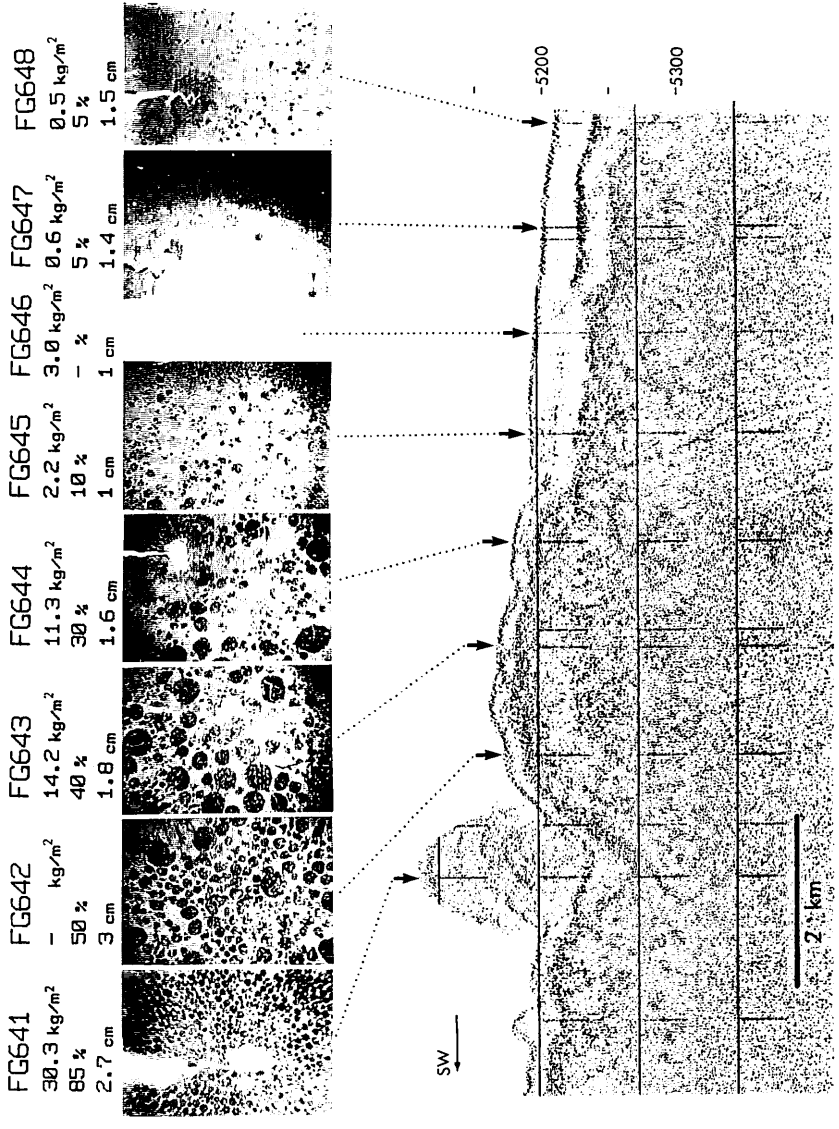 FG641
30.3 kg/m²
85 %
2.7 cm
FG642
- kg/m²
50 %
3 cm
FG643
14.2 kg/m²
40 %
1.8 cm
FG644
11.3 kg/m²
30 %
1.6 cm
FG645
2.2 kg/m²
10 %
1 cm
FG646
3.0 kg/m²
- %
1 cm
FG647
0.6 kg/m²
5 %
1.4 cm
FG648
0.5 kg/m²
5 %
1.5 cm
SW
-5200
-5300
2 km